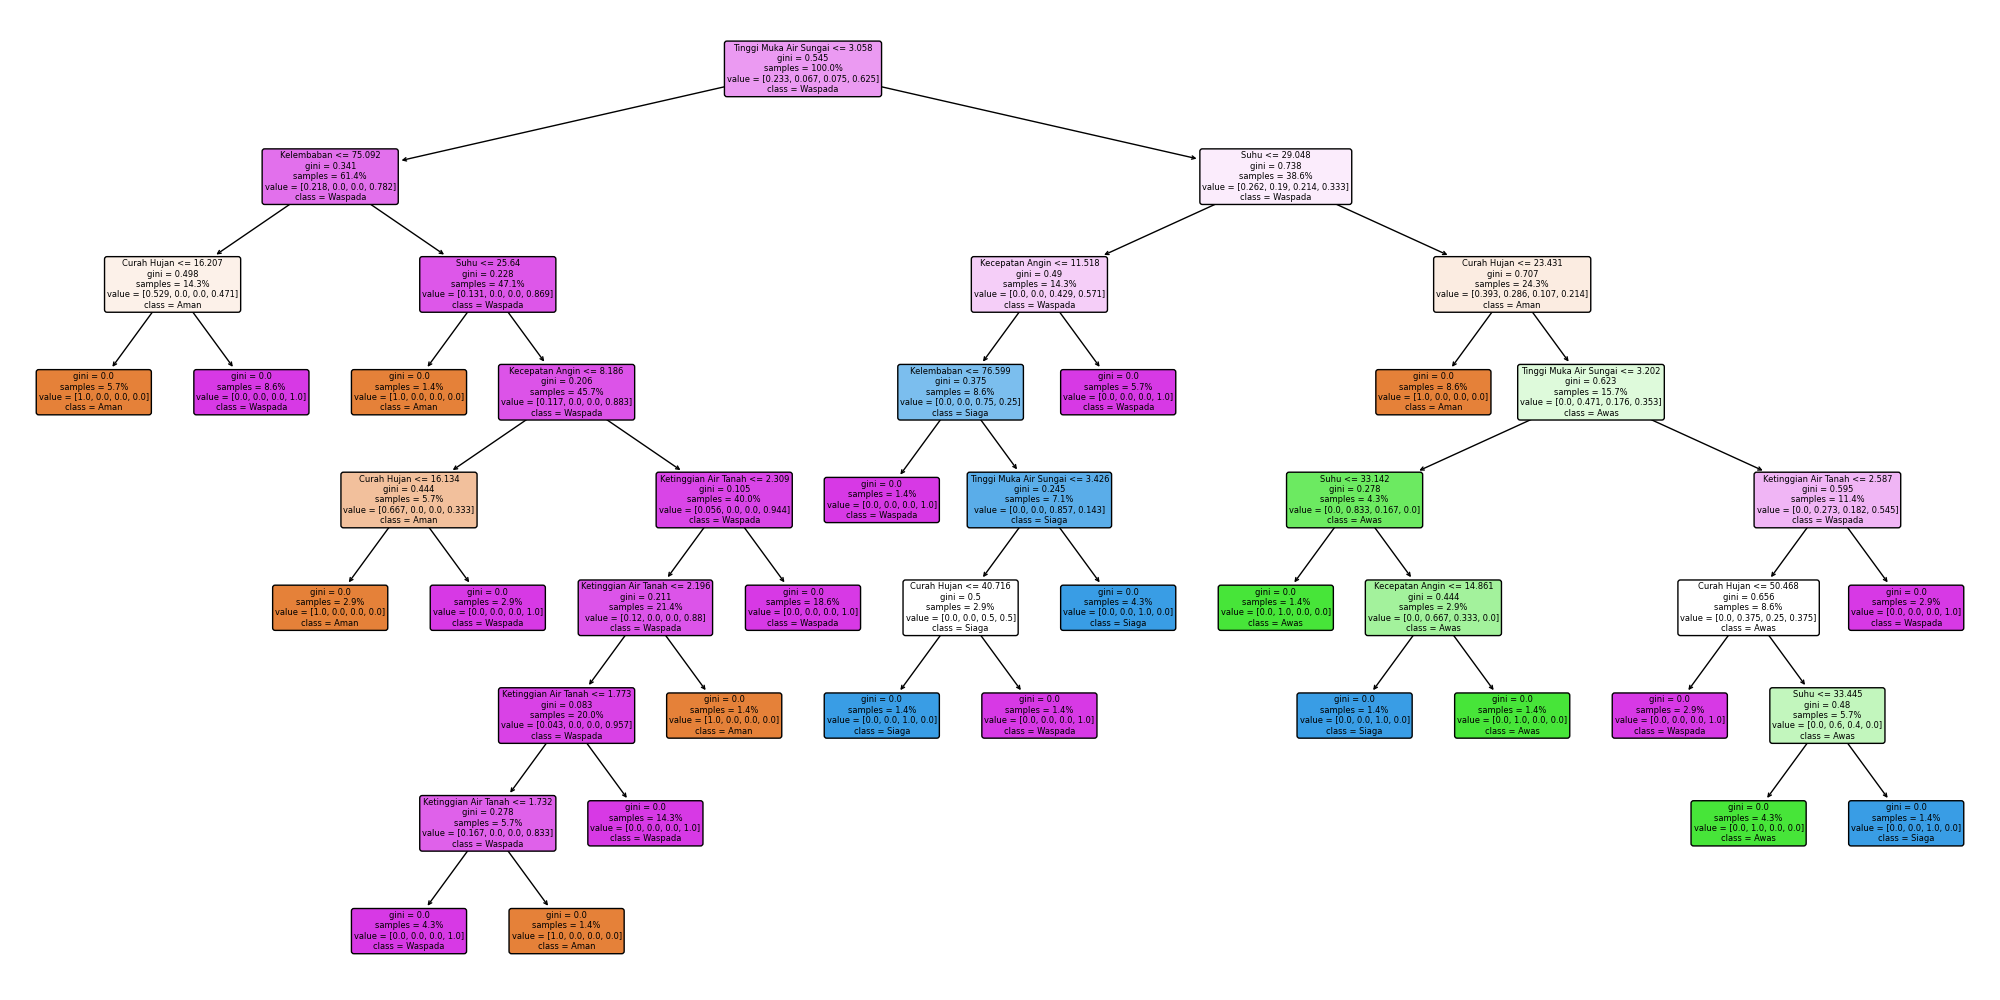 Tinggi Muka Air Sungai <= 3.058
gini = 0.545
samples = 100.0%
value = [0.233, 0.067, 0.075, 0.625]
class = Waspada
Kelembaban <= 75.092
gini = 0.341
samples = 61.4%
value = [0.218, 0.0, 0.0, 0.782]
class = Waspada
Suhu <= 29.048
gini = 0.738
samples = 38.6%
value = [0.262, 0.19, 0.214, 0.333]
class = Waspada
Curah Hujan <= 16.207
gini = 0.498
samples = 14.3%
value = [0.529, 0.0, 0.0, 0.471]
class = Aman
Suhu <= 25.64
gini = 0.228
samples = 47.1%
value = [0.131, 0.0, 0.0, 0.869]
class = Waspada
Kecepatan Angin <= 11.518
gini = 0.49
samples = 14.3%
value = [0.0, 0.0, 0.429, 0.571]
class = Waspada
Curah Hujan <= 23.431
gini = 0.707
samples = 24.3%
value = [0.393, 0.286, 0.107, 0.214]
class = Aman
gini = 0.0
samples = 5.7%
value = [1.0, 0.0, 0.0, 0.0]
class = Aman
gini = 0.0
samples = 8.6%
value = [0.0, 0.0, 0.0, 1.0]
class = Waspada
gini = 0.0
samples = 1.4%
value = [1.0, 0.0, 0.0, 0.0]
class = Aman
Kecepatan Angin <= 8.186
gini = 0.206
samples = 45.7%
value = [0.117, 0.0, 0.0, 0.883]
class = Waspada
Kelembaban <= 76.599
gini = 0.375
samples = 8.6%
value = [0.0, 0.0, 0.75, 0.25]
class = Siaga
gini = 0.0
samples = 5.7%
value = [0.0, 0.0, 0.0, 1.0]
class = Waspada
gini = 0.0
samples = 8.6%
value = [1.0, 0.0, 0.0, 0.0]
class = Aman
Tinggi Muka Air Sungai <= 3.202
gini = 0.623
samples = 15.7%
value = [0.0, 0.471, 0.176, 0.353]
class = Awas
Curah Hujan <= 16.134
gini = 0.444
samples = 5.7%
value = [0.667, 0.0, 0.0, 0.333]
class = Aman
Ketinggian Air Tanah <= 2.309
gini = 0.105
samples = 40.0%
value = [0.056, 0.0, 0.0, 0.944]
class = Waspada
gini = 0.0
samples = 1.4%
value = [0.0, 0.0, 0.0, 1.0]
class = Waspada
Tinggi Muka Air Sungai <= 3.426
gini = 0.245
samples = 7.1%
value = [0.0, 0.0, 0.857, 0.143]
class = Siaga
Suhu <= 33.142
gini = 0.278
samples = 4.3%
value = [0.0, 0.833, 0.167, 0.0]
class = Awas
Ketinggian Air Tanah <= 2.587
gini = 0.595
samples = 11.4%
value = [0.0, 0.273, 0.182, 0.545]
class = Waspada
gini = 0.0
samples = 2.9%
value = [1.0, 0.0, 0.0, 0.0]
class = Aman
gini = 0.0
samples = 2.9%
value = [0.0, 0.0, 0.0, 1.0]
class = Waspada
Ketinggian Air Tanah <= 2.196
gini = 0.211
samples = 21.4%
value = [0.12, 0.0, 0.0, 0.88]
class = Waspada
gini = 0.0
samples = 18.6%
value = [0.0, 0.0, 0.0, 1.0]
class = Waspada
Curah Hujan <= 40.716
gini = 0.5
samples = 2.9%
value = [0.0, 0.0, 0.5, 0.5]
class = Siaga
gini = 0.0
samples = 4.3%
value = [0.0, 0.0, 1.0, 0.0]
class = Siaga
gini = 0.0
samples = 1.4%
value = [0.0, 1.0, 0.0, 0.0]
class = Awas
Kecepatan Angin <= 14.861
gini = 0.444
samples = 2.9%
value = [0.0, 0.667, 0.333, 0.0]
class = Awas
Curah Hujan <= 50.468
gini = 0.656
samples = 8.6%
value = [0.0, 0.375, 0.25, 0.375]
class = Awas
gini = 0.0
samples = 2.9%
value = [0.0, 0.0, 0.0, 1.0]
class = Waspada
Ketinggian Air Tanah <= 1.773
gini = 0.083
samples = 20.0%
value = [0.043, 0.0, 0.0, 0.957]
class = Waspada
gini = 0.0
samples = 1.4%
value = [1.0, 0.0, 0.0, 0.0]
class = Aman
gini = 0.0
samples = 1.4%
value = [0.0, 0.0, 1.0, 0.0]
class = Siaga
gini = 0.0
samples = 1.4%
value = [0.0, 0.0, 0.0, 1.0]
class = Waspada
gini = 0.0
samples = 1.4%
value = [0.0, 0.0, 1.0, 0.0]
class = Siaga
gini = 0.0
samples = 1.4%
value = [0.0, 1.0, 0.0, 0.0]
class = Awas
gini = 0.0
samples = 2.9%
value = [0.0, 0.0, 0.0, 1.0]
class = Waspada
Suhu <= 33.445
gini = 0.48
samples = 5.7%
value = [0.0, 0.6, 0.4, 0.0]
class = Awas
Ketinggian Air Tanah <= 1.732
gini = 0.278
samples = 5.7%
value = [0.167, 0.0, 0.0, 0.833]
class = Waspada
gini = 0.0
samples = 14.3%
value = [0.0, 0.0, 0.0, 1.0]
class = Waspada
gini = 0.0
samples = 4.3%
value = [0.0, 1.0, 0.0, 0.0]
class = Awas
gini = 0.0
samples = 1.4%
value = [0.0, 0.0, 1.0, 0.0]
class = Siaga
gini = 0.0
samples = 4.3%
value = [0.0, 0.0, 0.0, 1.0]
class = Waspada
gini = 0.0
samples = 1.4%
value = [1.0, 0.0, 0.0, 0.0]
class = Aman